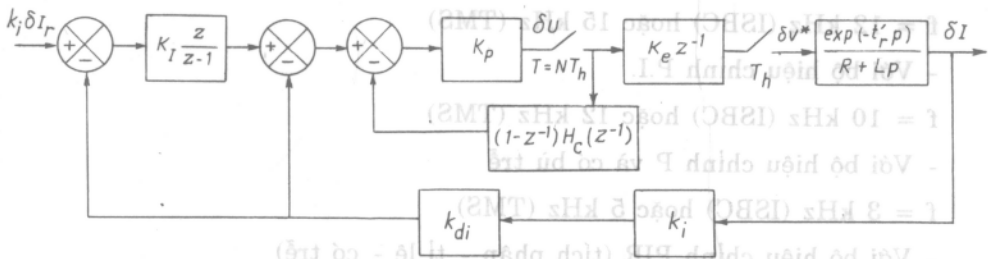 k_i δI_r
+
−
K_I z/(z-1)
+
−
+
−
K_p
δU
T=NT_h
K_e z⁻¹
T_h
δv*
exp(-t'_r p)/(R + Lp)
δI
(1-z⁻¹)H_c(z⁻¹)
k_di
k_i
f = 12 kHz (ISBC) hoặc 15 kHz (TMS)
- Với bộ hiệu chỉnh P.I.
f = 10 kHz (ISBC) hoặc 12 kHz (TMS)
- Với bộ hiệu chỉnh P và có bù trễ
f = 3 kHz (ISBC) hoặc 5 kHz (TMS)
Với bộ hiệu chỉnh PIR (tích phân - tỉ lệ - có trễ)